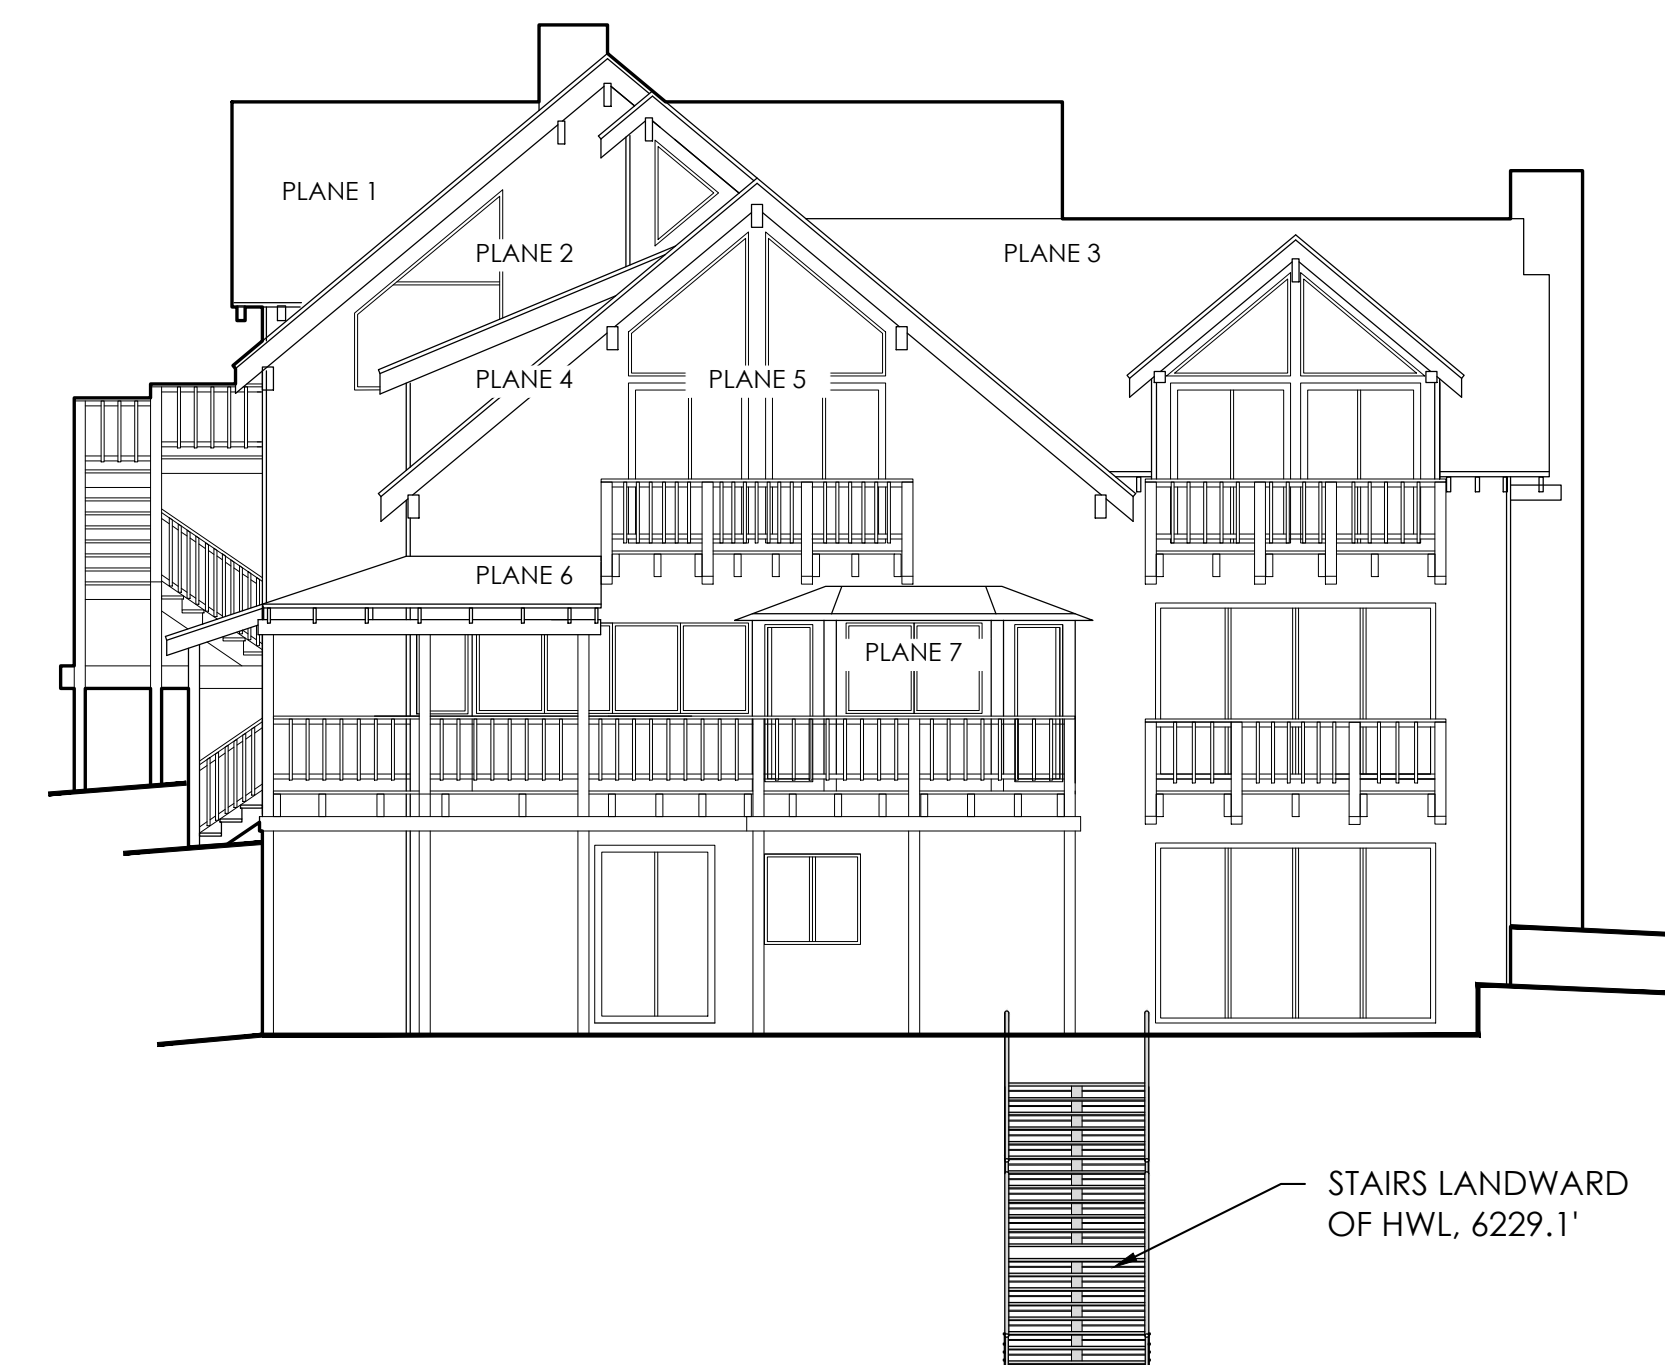 PLANE 1
PLANE 2
PLANE 3
PLANE 4
PLANE 5
PLANE 6
PLANE 7
STAIRS LANDWARD
OF HWL, 6229.1'